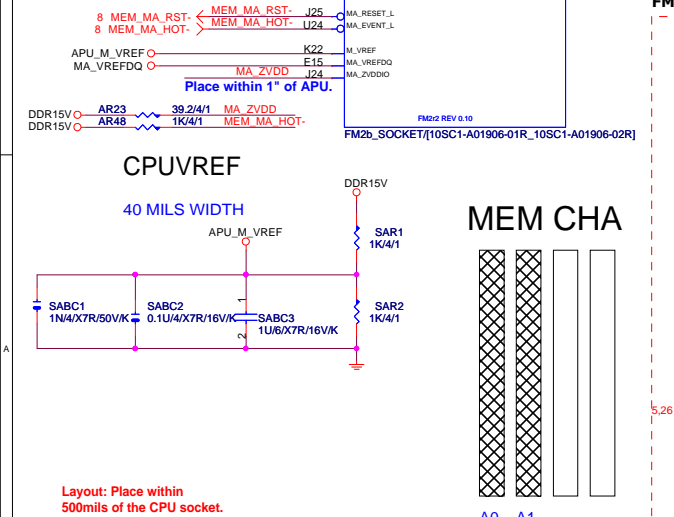 FM
8 MEM_MA_RST- MEM_MA_RST- J25 MA_RESET_L
8 MEM_MA_HOT- MEM_MA_HOT- U24 MA_EVENT_L
APU_M_VREF K22 M_VREF
MA_VREFDQ E15 MA_VREFDQ
MA_ZVDD J24 MA_ZVDDIO
Place within 1" of APU.
DDR15V AR23 39.2/4/1 MA_ZVDD
DDR15V AR48 1K/4/1 MEM_MA_HOT-
FM2r2 REV 0.10
FM2b_SOCKET/[10SC1-A01906-01R_10SC1-A01906-02R]
CPUVREF
40 MILS WIDTH
DDR15V
APU_M_VREF
SAR1
1K/4/1
MEM CHA
SABC1
1N/4/X7R/50V/K
SABC2
0.1U/4/X7R/16V/K
1
2
SABC3
1U/6/X7R/16V/K
SAR2
1K/4/1
A
5,26
Layout: Place within
500mils of the CPU socket.
A0 A1